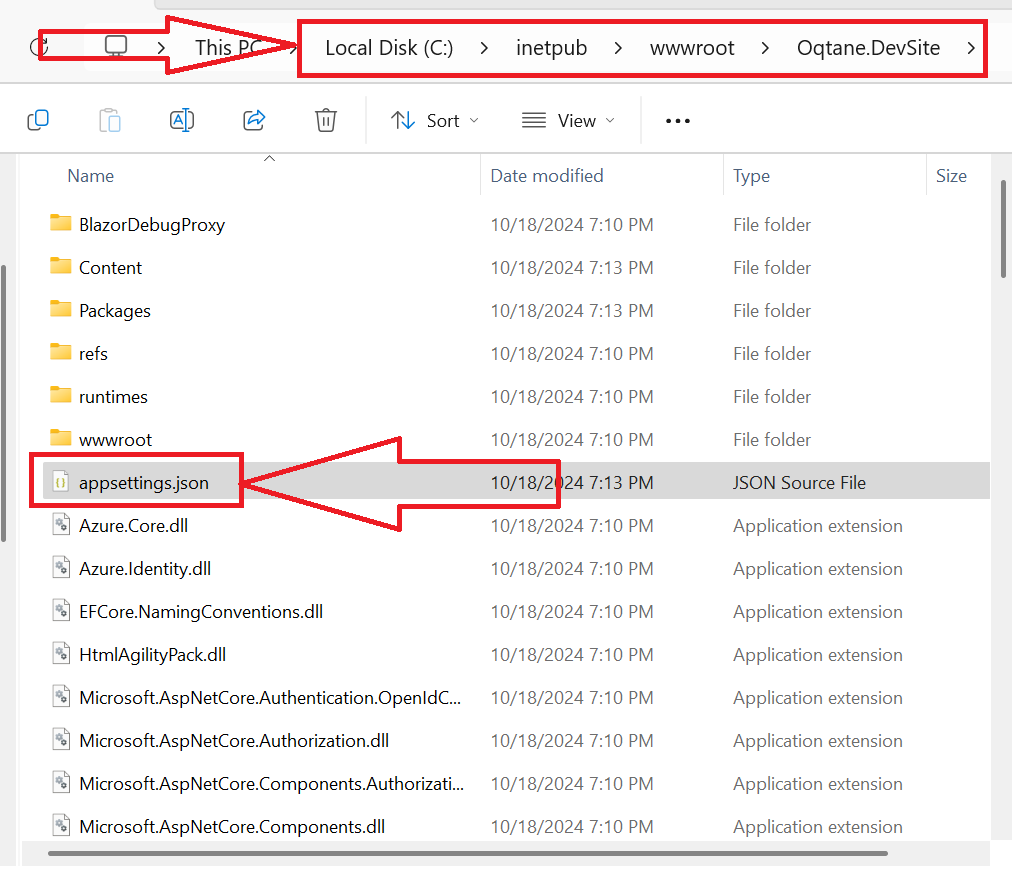 This PC > Local Disk (C:) > inetpub > wwwroot > Oqtane.DevSite >
Sort View •••
Name Date modified Type Size
BlazorDebugProxy 10/18/2024 7:10 PM File folder
Content 10/18/2024 7:13 PM File folder
Packages 10/18/2024 7:13 PM File folder
refs 10/18/2024 7:10 PM File folder
runtimes 10/18/2024 7:10 PM File folder
wwwroot 10/18/2024 7:10 PM File folder
appsettings.json 10/18/2024 7:13 PM JSON Source File
Azure.Core.dll 10/18/2024 7:10 PM Application extension
Azure.Identity.dll 10/18/2024 7:10 PM Application extension
EFCore.NamingConventions.dll 10/18/2024 7:10 PM Application extension
HtmlAgilityPack.dll 10/18/2024 7:10 PM Application extension
Microsoft.AspNetCore.Authentication.OpenIdC... 10/18/2024 7:10 PM Application extension
Microsoft.AspNetCore.Authorization.dll 10/18/2024 7:10 PM Application extension
Microsoft.AspNetCore.Components.Authorizati... 10/18/2024 7:10 PM Application extension
Microsoft.AspNetCore.Components.dll 10/18/2024 7:10 PM Application extension